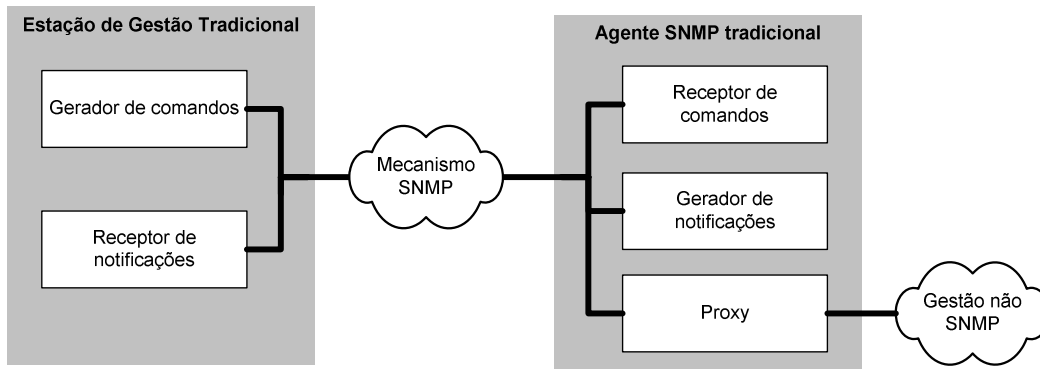 Estação de Gestão Tradicional
Gerador de comandos
Receptor de
notificações
Mecanismo
SNMP
Agente SNMP tradicional
Receptor de
comandos
Gerador de
notificações
Proxy
Gestão não
SNMP